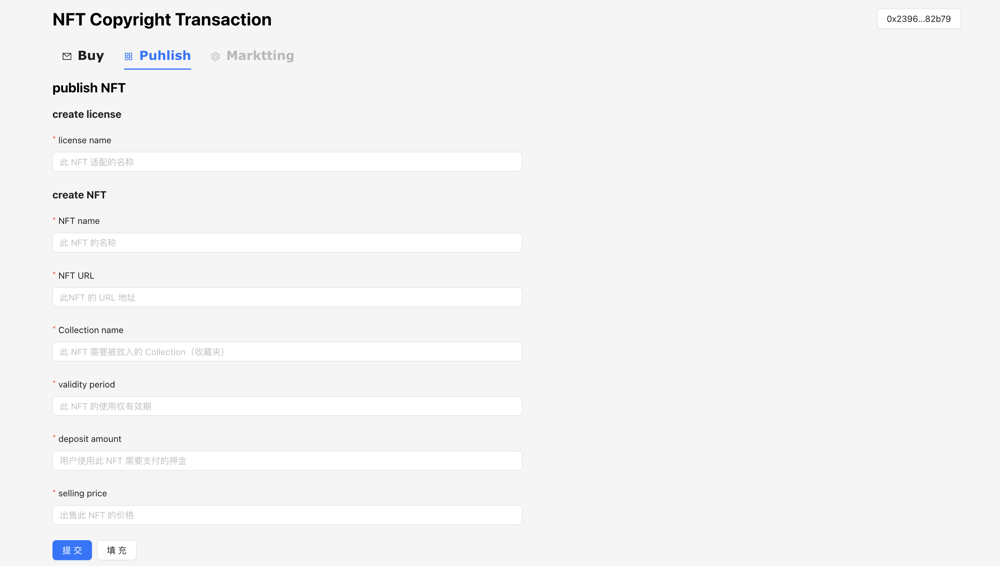 NFT Copyright Transaction
0x2396...82b79
Buy
Puhlish
Marktting
publish NFT
create license
* license name
此 NFT 适配的名称
create NFT
* NFT name
此 NFT 的名称
* NFT URL
此NFT 的 URL 地址
* Collection name
此 NFT 需要被放入的 Collection（收藏夹）
* validity period
此 NFT 的使用权有效期
* deposit amount
用户使用此 NFT 需要支付的押金
* selling price
出售此 NFT 的价格
提 交
填 充